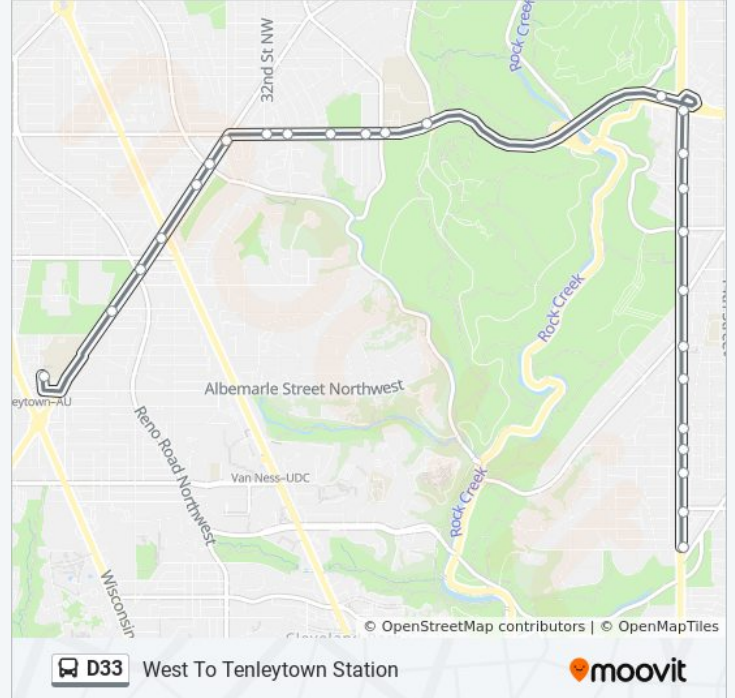 Rock Creek
32nd St NW
Rock Creek
Albemarle Street Northwest
eytown–AU
Reno Road Northwest
Van Ness–UDC
Rock Creek
Wisconsin
© OpenStreetMap contributors | © OpenMapTiles
D33 West To Tenleytown Station
moovit